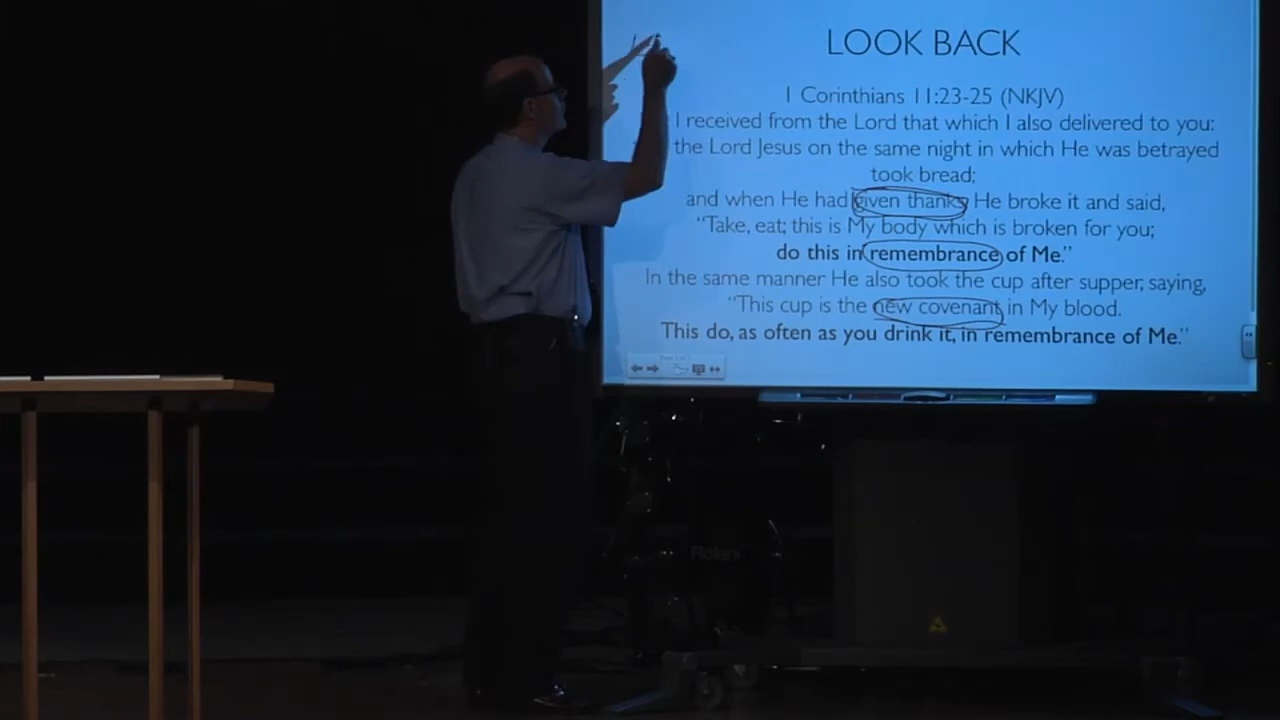 LOOK BACK
1 Corinthians 11:23-25 (NKJV)
I received from the Lord that which I also delivered to you:
the Lord Jesus on the same night in which He was betrayed
took bread;
and when He had given thanks, He broke it and said,
"Take, eat; this is My body which is broken for you;
do this in remembrance of Me."
In the same manner He also took the cup after supper, saying,
"This cup is the new covenant in My blood.
This do, as often as you drink it, in remembrance of Me."
Roland